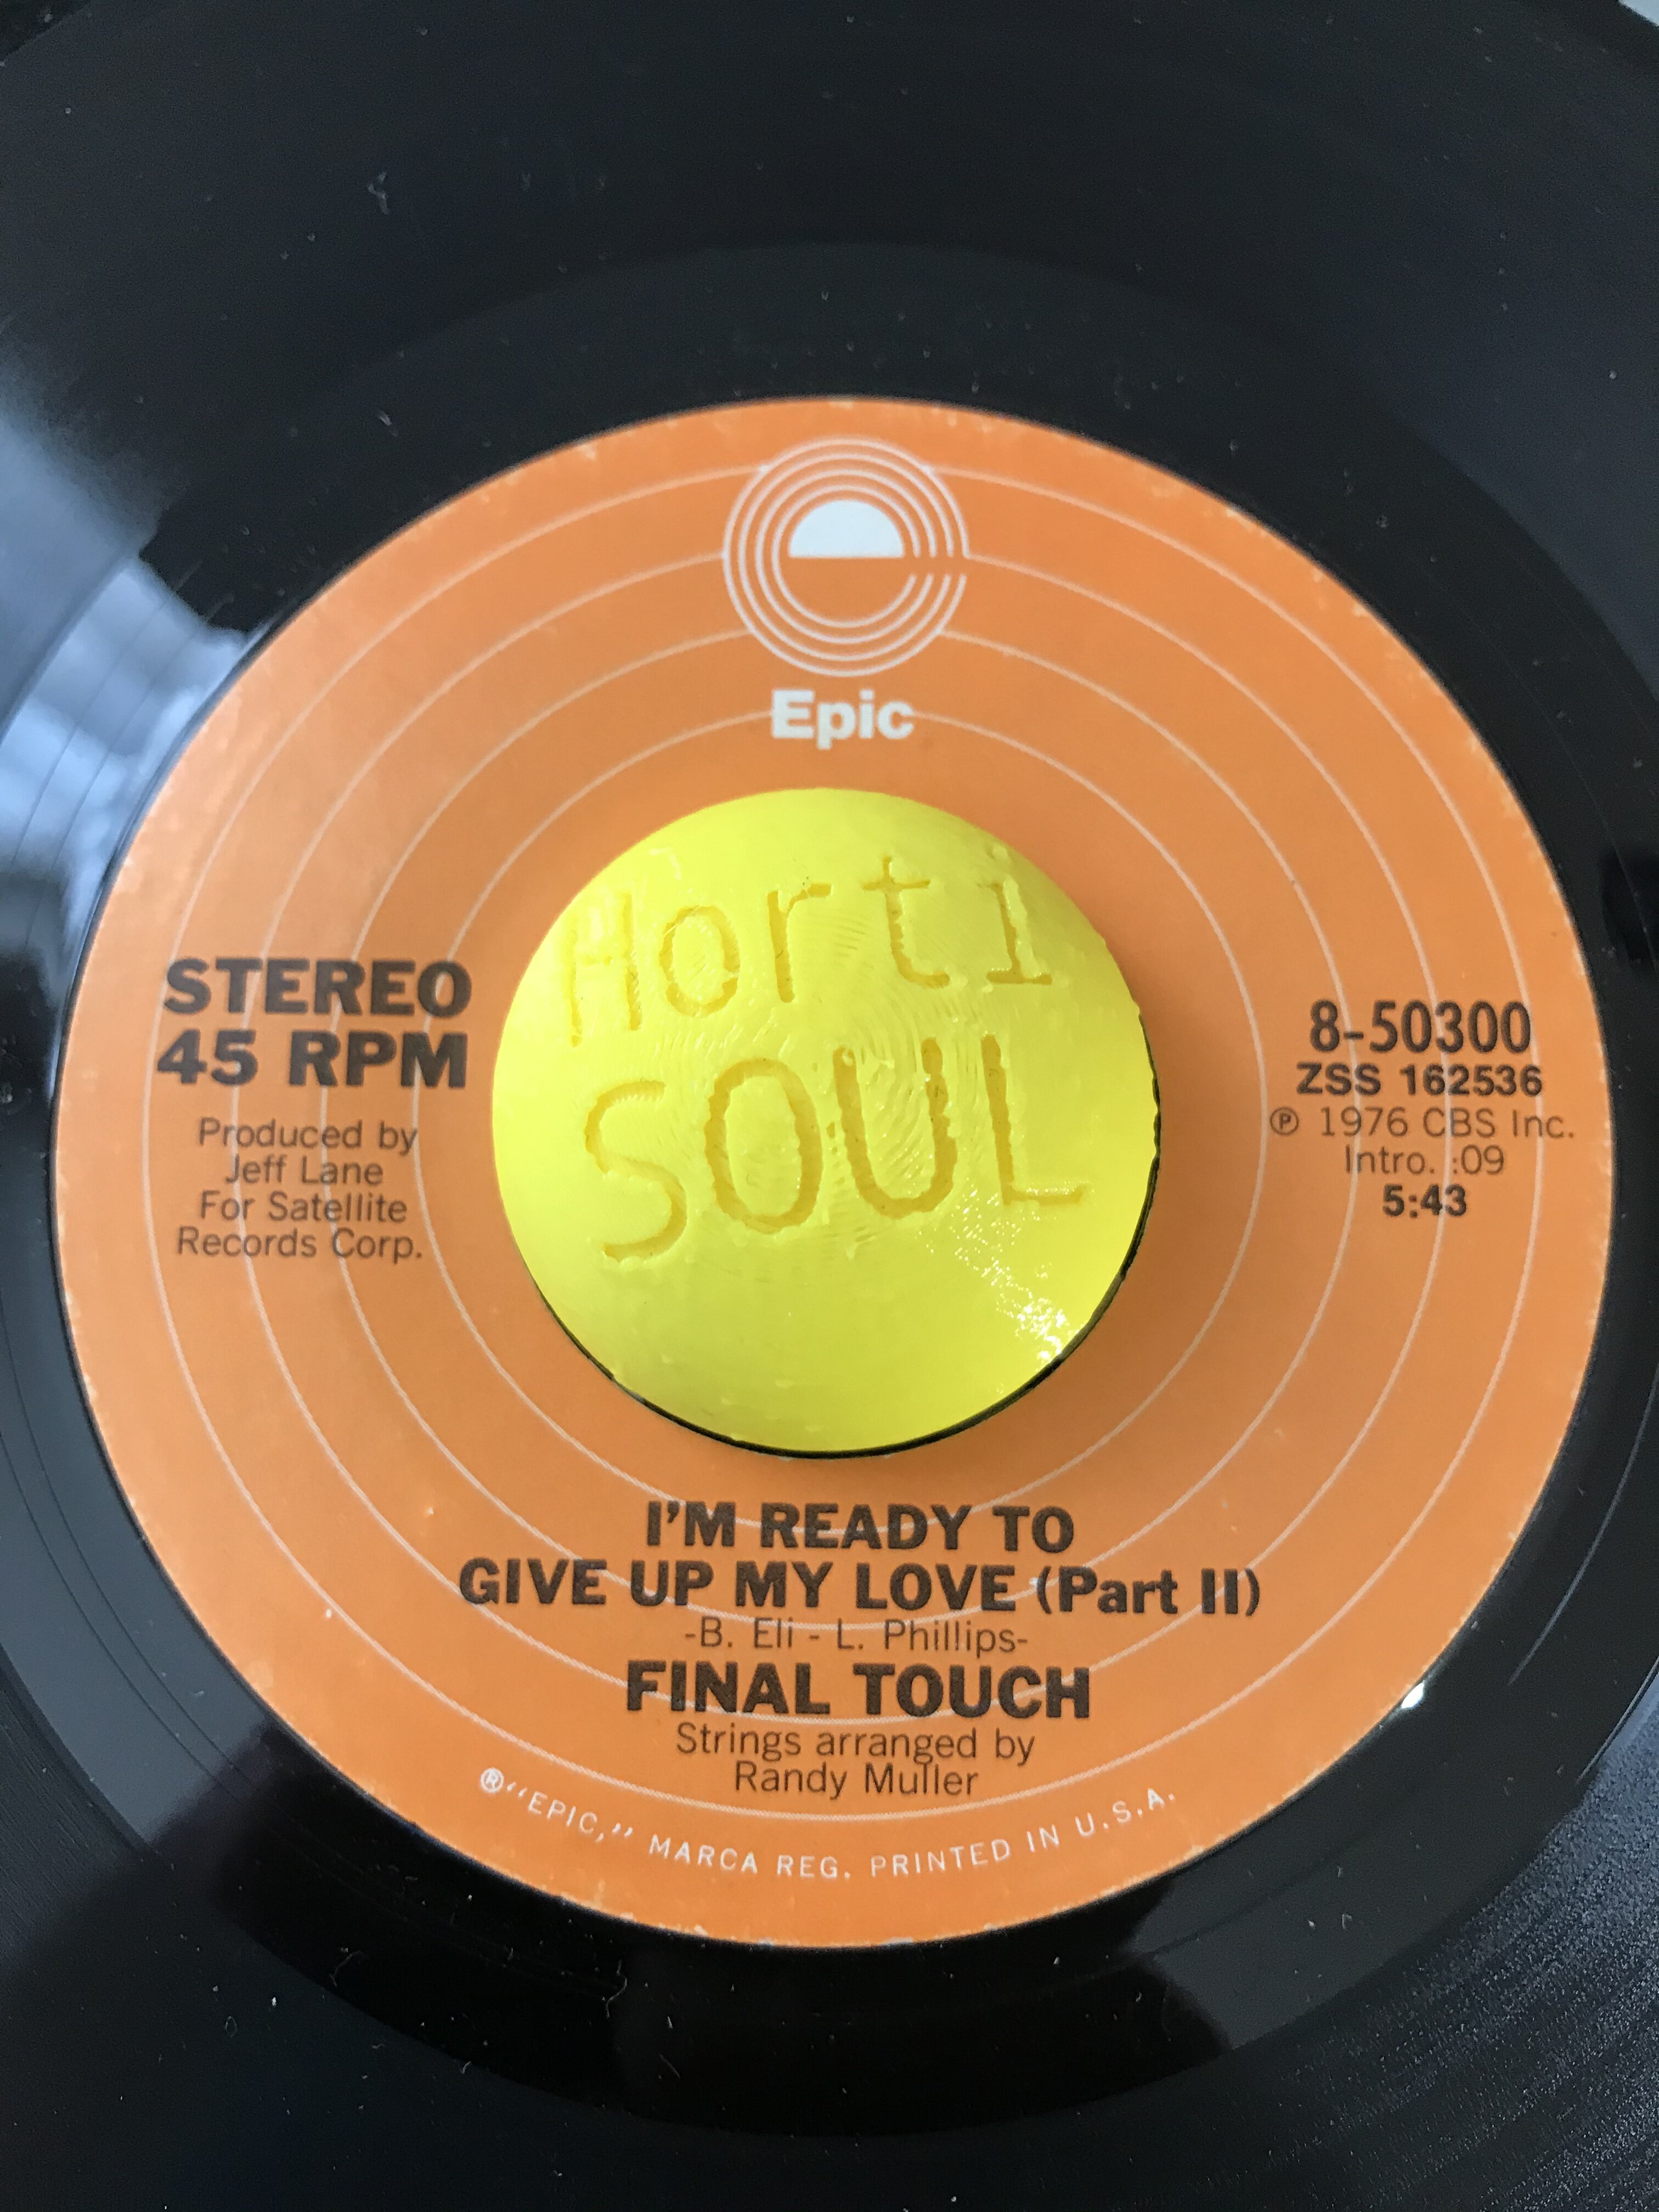 Epic
Horti
SOUL
STEREO
45 RPM
Produced by
Jeff Lane
For Satellite
Records Corp.
8-50300
ZSS 162536
℗ 1976 CBS Inc.
Intro. :09
5:43
I'M READY TO
GIVE UP MY LOVE (Part II)
-B. Eli - L. Phillips-
FINAL TOUCH
Strings arranged by
Randy Muller
®"EPIC," MARCA REG. PRINTED IN U.S.A.